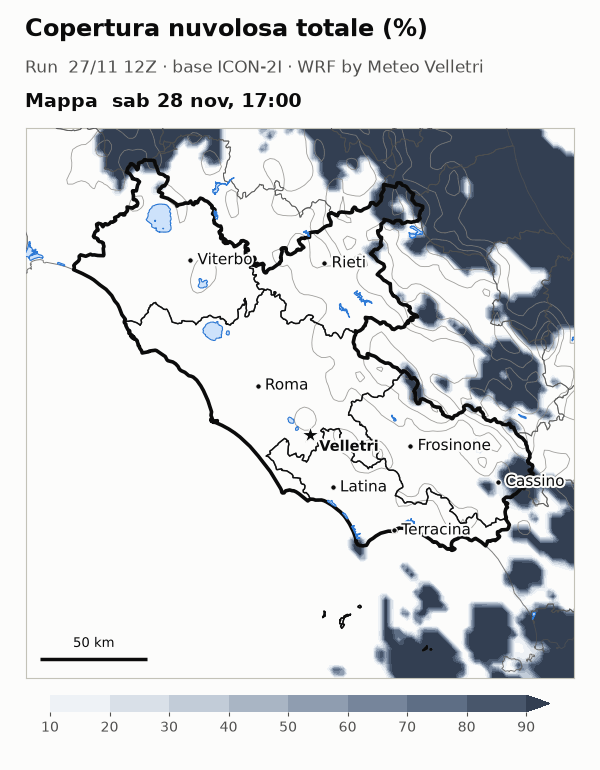 Copertura nuvolosa totale (%)
Run 27/11 12Z · base ICON-2I · WRF by Meteo Velletri
Mappa sab 28 nov, 17:00
Viterbo
Rieti
Roma
Velletri
Frosinone
Latina
Cassino
Terracina
50 km
10 20 30 40 50 60 70 80 90